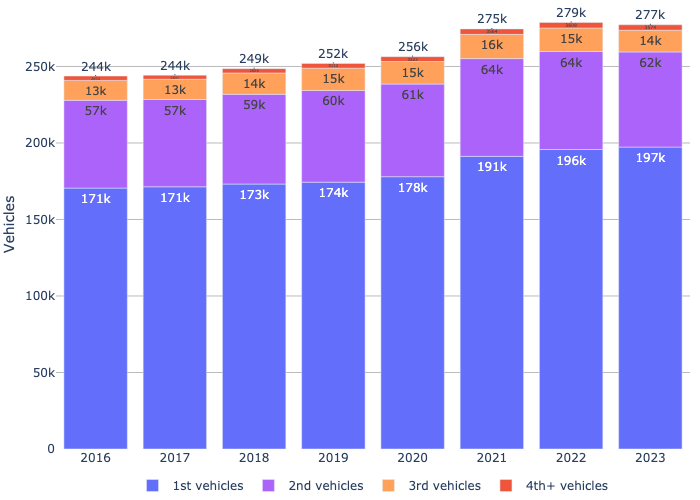 244k 244k 249k 252k 256k 275k 279k 277k
250k
13k 13k 14k 15k 15k 16k 15k 14k
57k 57k 59k 60k 61k 64k 64k 62k
200k
171k 171k 173k 174k 178k 191k 196k 197k
150k
Vehicles
100k
50k
0
2016 2017 2018 2019 2020 2021 2022 2023
1st vehicles 2nd vehicles 3rd vehicles 4th+ vehicles